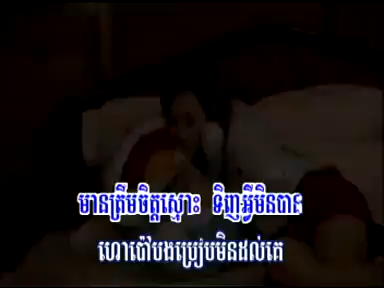 មានត្រឹមចិត្តស្មោះ ទិញអ្វីមិនបាន
ហោប៉ៅបងប្រៀបមិនដល់គេ